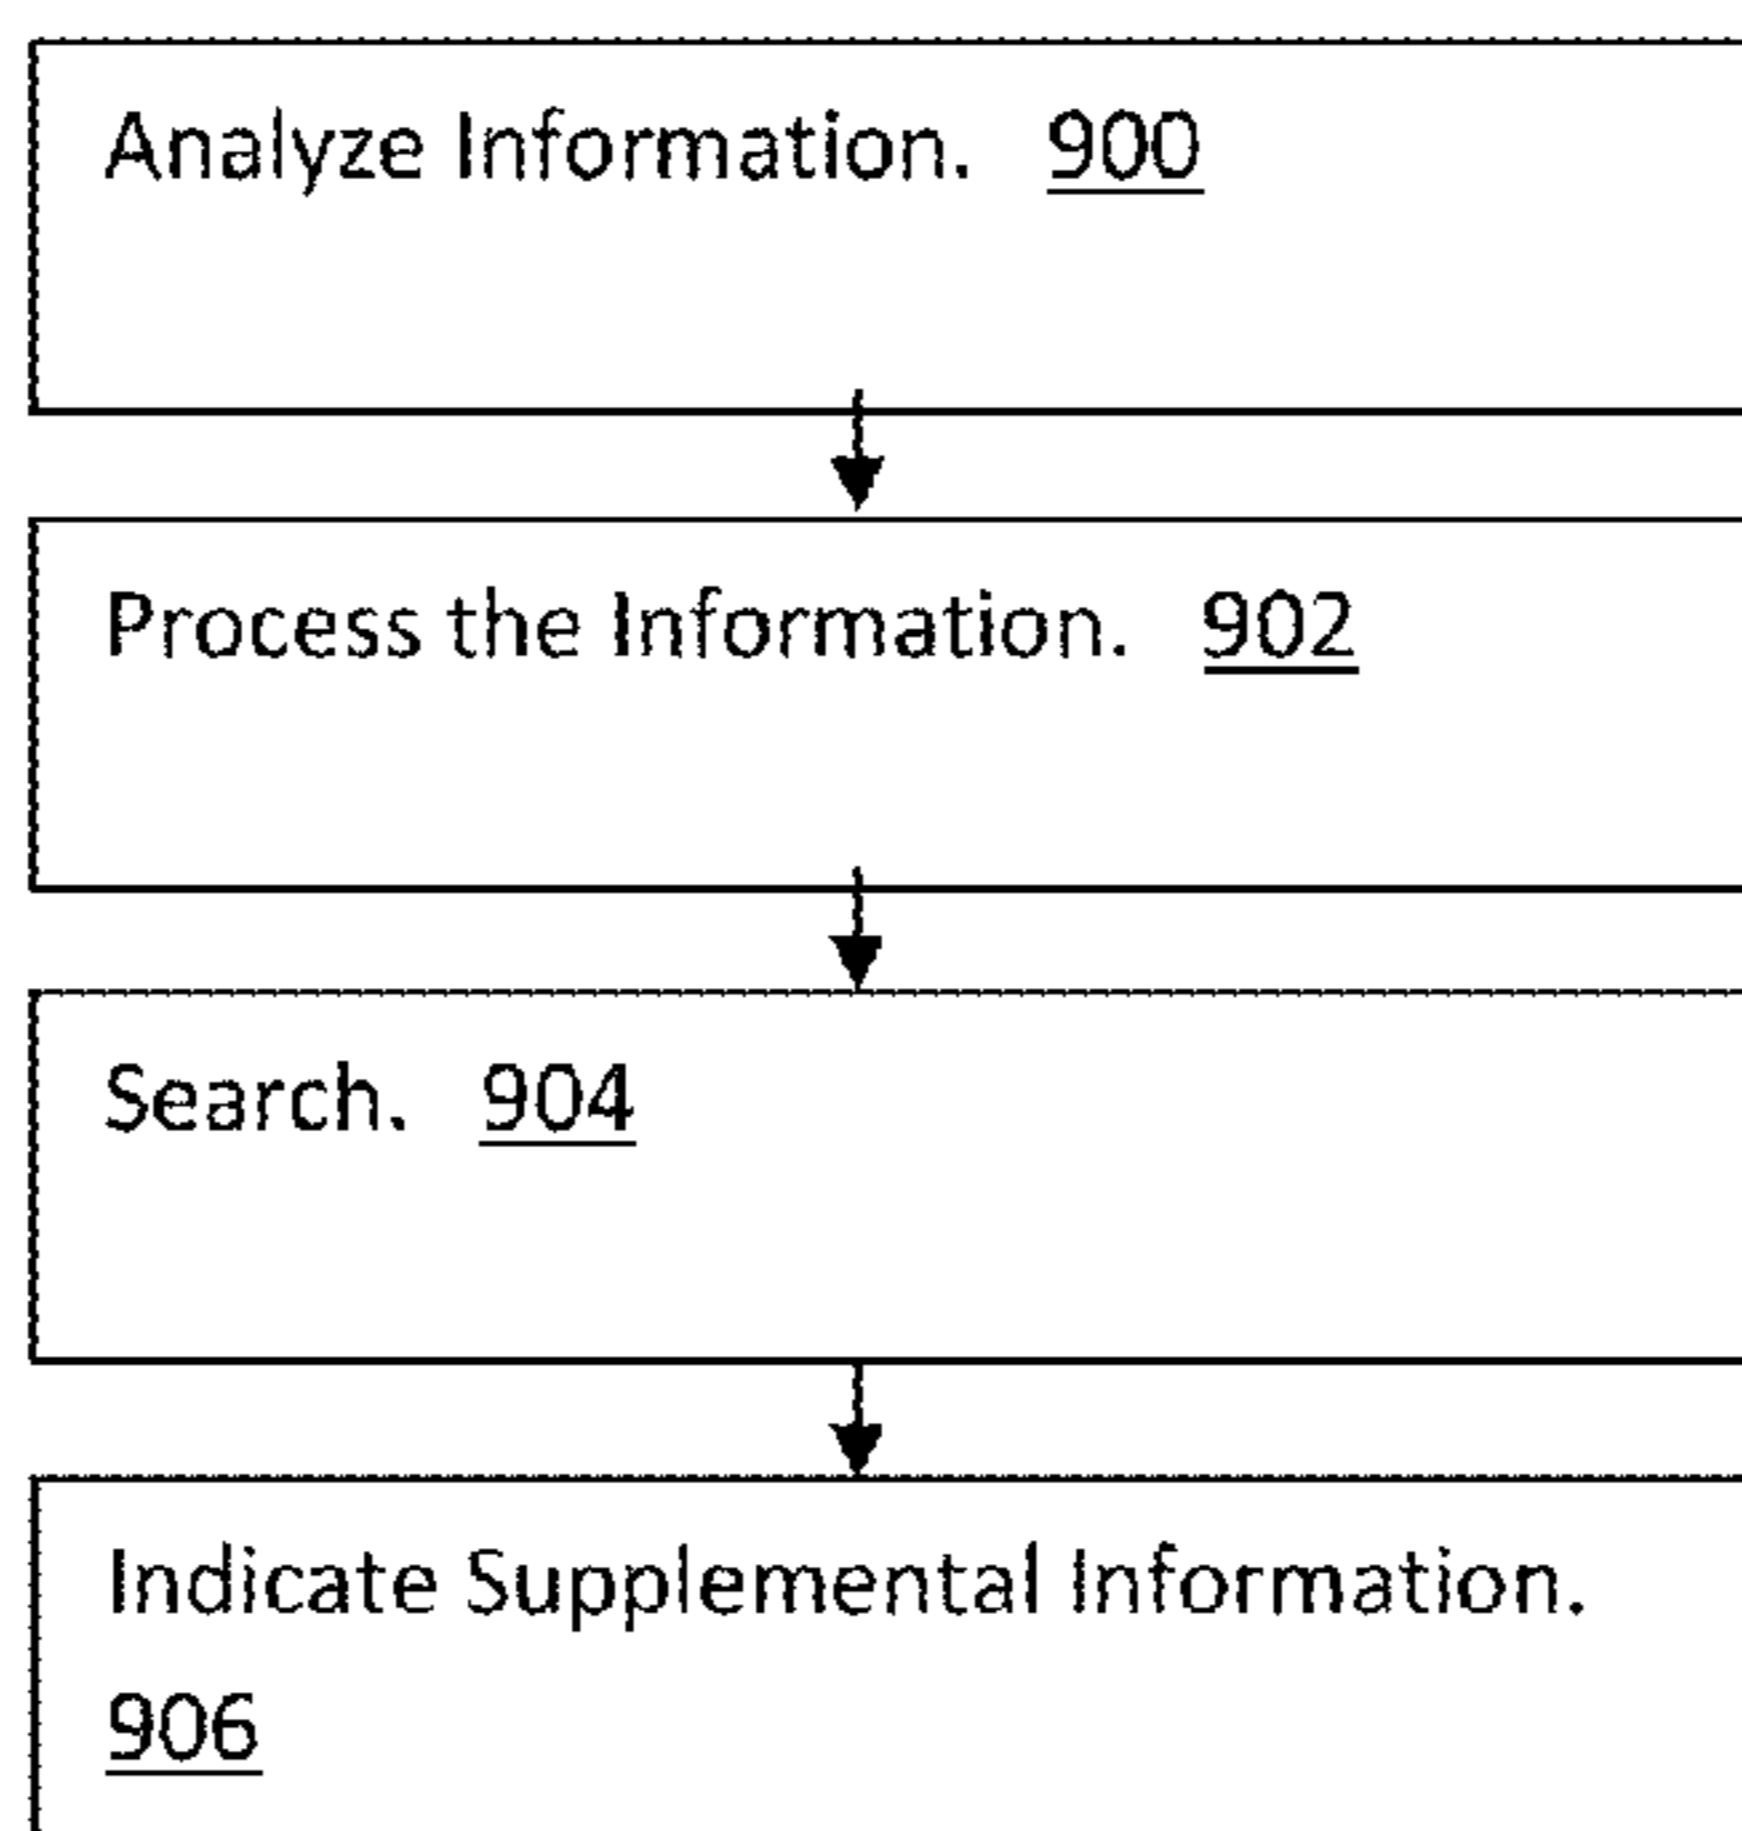 Analyze Information. 900
Process the Information. 902
Search. 904
Indicate Supplemental Information.
906